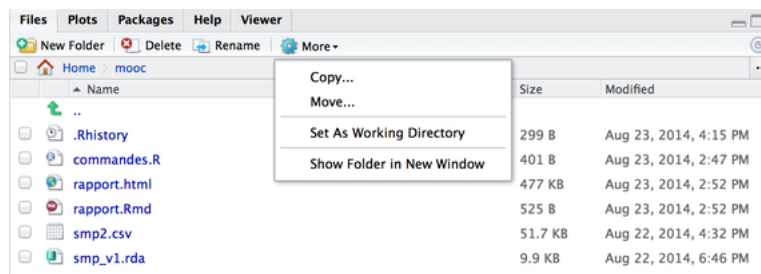 Files Plots Packages Help Viewer
New Folder Delete Rename More
Home mooc
Name Size Modified
Copy...
Move...
Set As Working Directory
Show Folder in New Window
..
.Rhistory 299 B Aug 23, 2014, 4:15 PM
commandes.R 401 B Aug 23, 2014, 2:47 PM
rapport.html 477 KB Aug 23, 2014, 2:52 PM
rapport.Rmd 525 B Aug 23, 2014, 2:52 PM
smp2.csv 51.7 KB Aug 22, 2014, 4:32 PM
smp_v1.rda 9.9 KB Aug 22, 2014, 6:46 PM